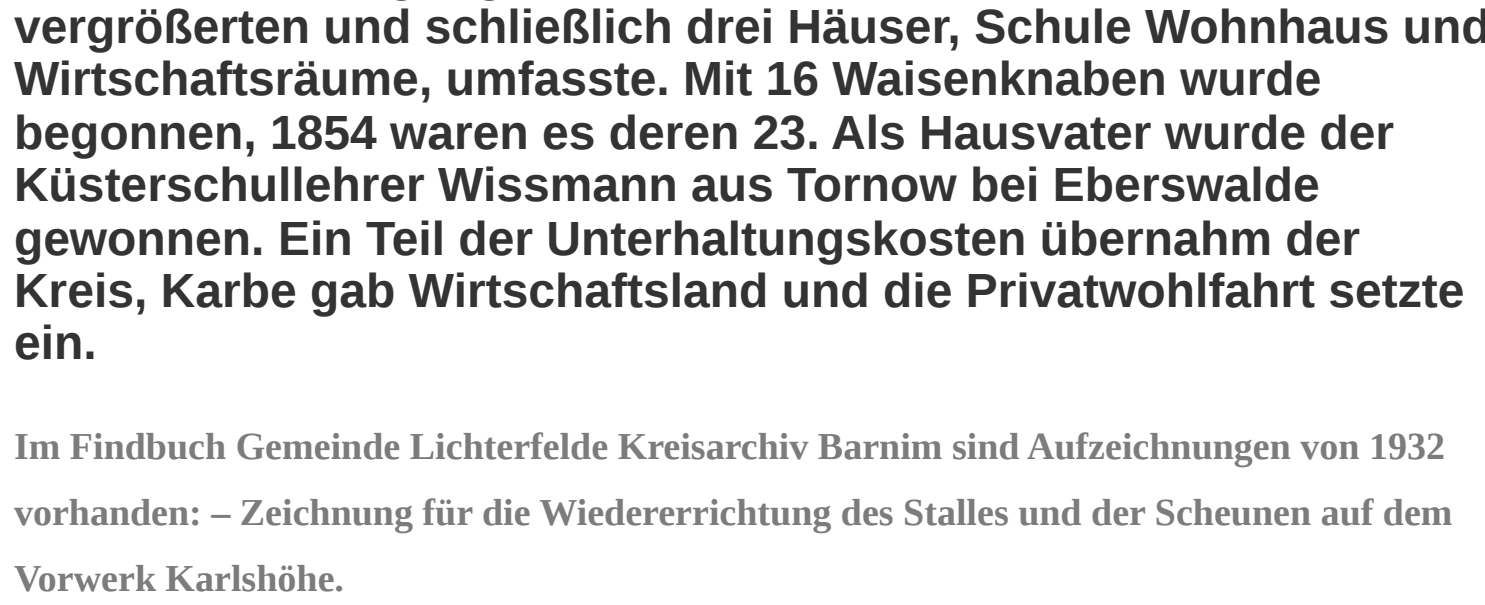 vergrößerten und schließlich drei Häuser, Schule Wohnhaus und
Wirtschaftsräume, umfasste. Mit 16 Waisenknaben wurde
begonnen, 1854 waren es deren 23. Als Hausvater wurde der
Küsterschullehrer Wissmann aus Tornow bei Eberswalde
gewonnen. Ein Teil der Unterhaltungskosten übernahm der
Kreis, Karbe gab Wirtschaftsland und die Privatwohlfahrt setzte
ein.
Im Findbuch Gemeinde Lichterfelde Kreisarchiv Barnim sind Aufzeichnungen von 1932
vorhanden: – Zeichnung für die Wiedererrichtung des Stalles und der Scheunen auf dem
Vorwerk Karlshöhe.